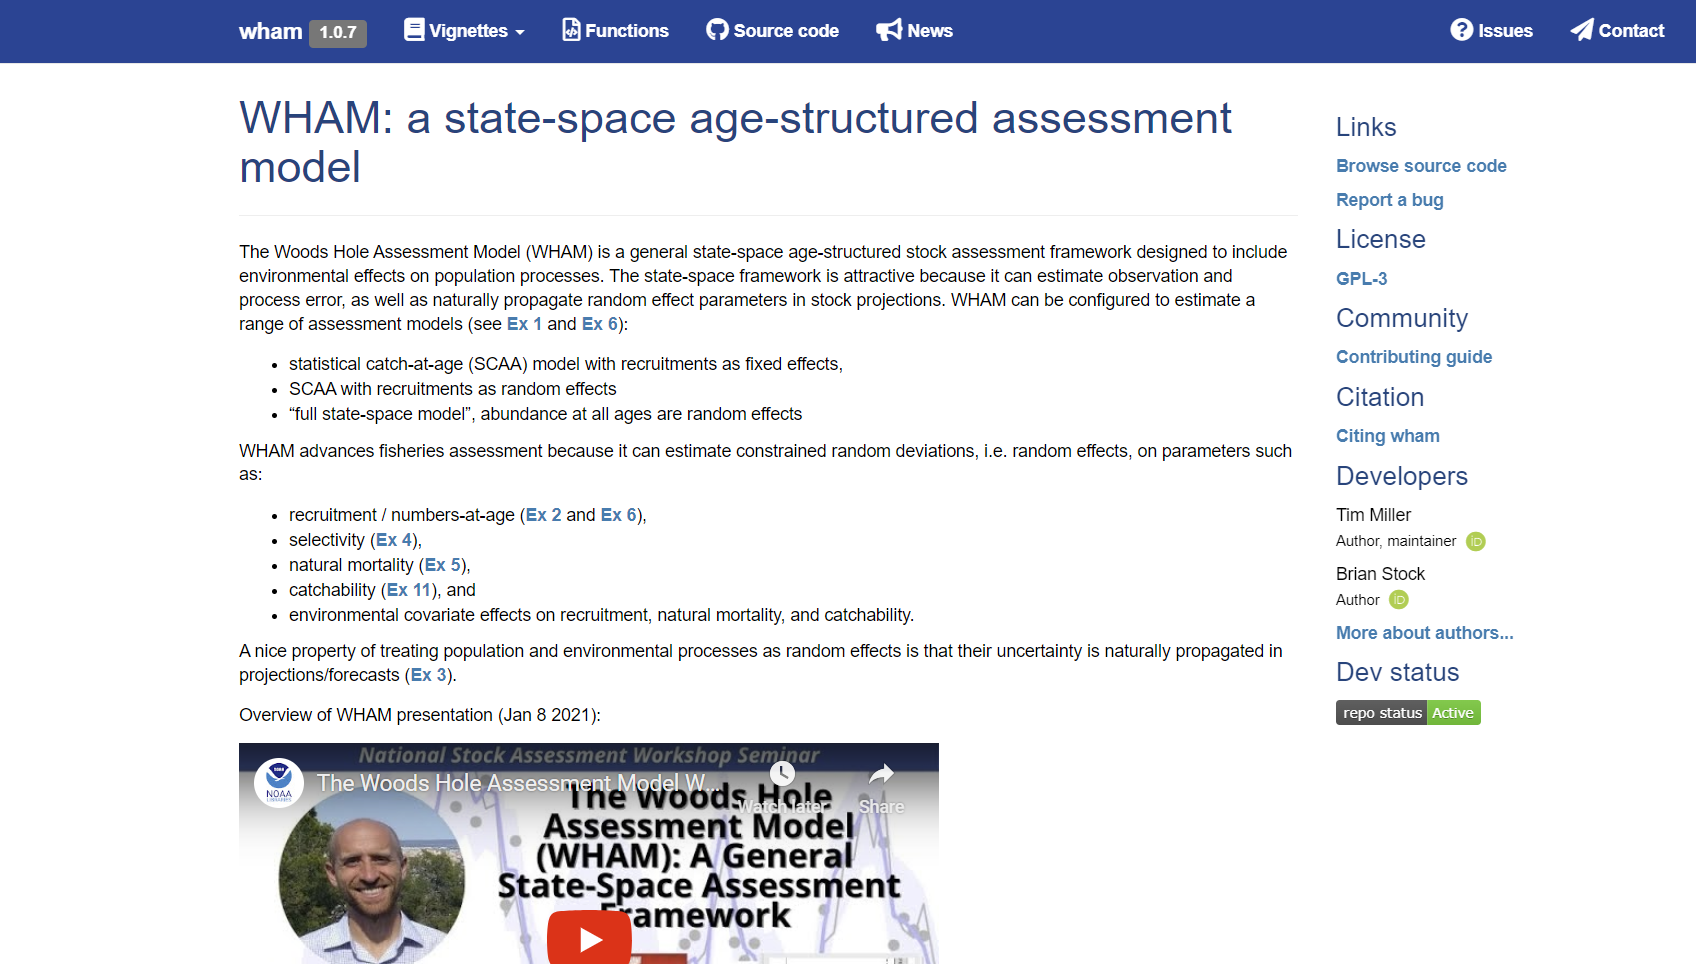 wham 1.0.7 Vignettes Functions Source code News Issues Contact
WHAM: a state-space age-structured assessment
model
The Woods Hole Assessment Model (WHAM) is a general state-space age-structured stock assessment framework designed to include
environmental effects on population processes. The state-space framework is attractive because it can estimate observation and
process error, as well as naturally propagate random effect parameters in stock projections. WHAM can be configured to estimate a
range of assessment models (see Ex 1 and Ex 6):
• statistical catch-at-age (SCAA) model with recruitments as fixed effects,
• SCAA with recruitments as random effects
• “full state-space model”, abundance at all ages are random effects
WHAM advances fisheries assessment because it can estimate constrained random deviations, i.e. random effects, on parameters such
as:
• recruitment / numbers-at-age (Ex 2 and Ex 6),
• selectivity (Ex 4),
• natural mortality (Ex 5),
• catchability (Ex 11), and
• environmental covariate effects on recruitment, natural mortality, and catchability.
A nice property of treating population and environmental processes as random effects is that their uncertainty is naturally propagated in
projections/forecasts (Ex 3).
Overview of WHAM presentation (Jan 8 2021):
National Stock Assessment Workshop Seminar
NOAA
LIBRARIES
The Woods Hole Assessment Model W...
Watch later
Share
The Woods Hole
Assessment Model
(WHAM): A General
State-Space Assessment
Framework
Links
Browse source code
Report a bug
License
GPL-3
Community
Contributing guide
Citation
Citing wham
Developers
Tim Miller
Author, maintainer iD
Brian Stock
Author iD
More about authors...
Dev status
repo status Active